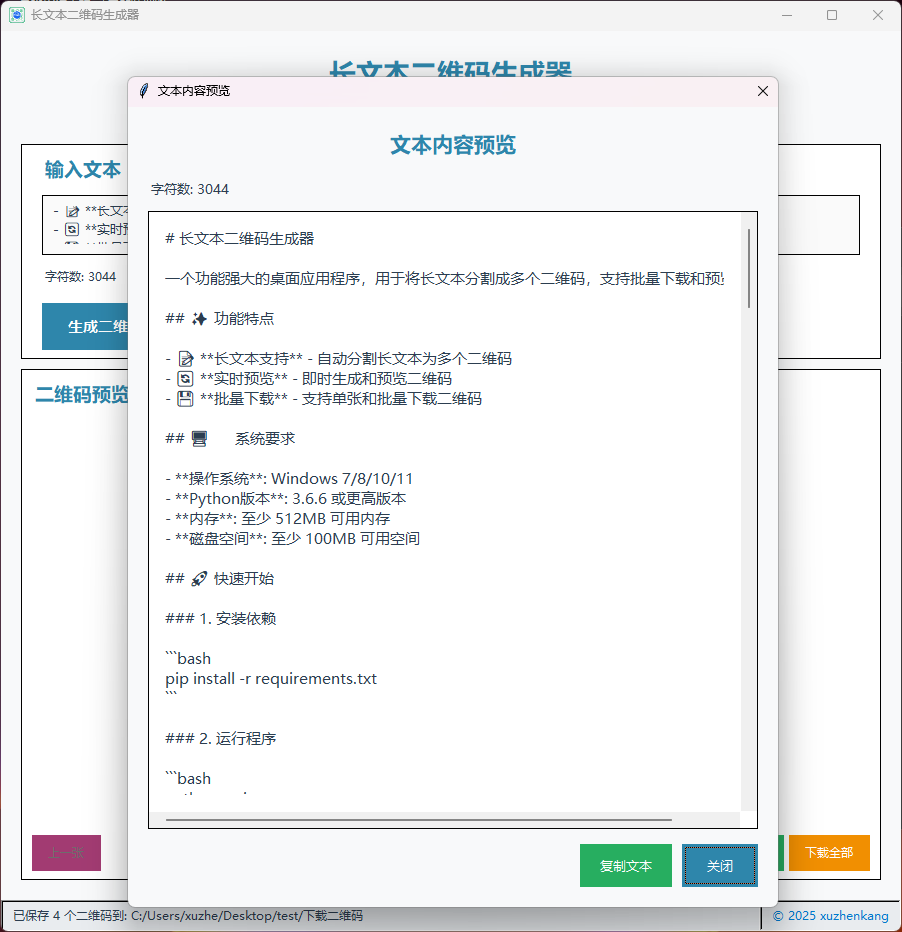 长文本二维码生成器
长文本二维码生成器
文本内容预览
文本内容预览
字符数: 3044
# 长文本二维码生成器
一个功能强大的桌面应用程序，用于将长文本分割成多个二维码，支持批量下载和预
## ✨ 功能特点
- 📝 **长文本支持** - 自动分割长文本为多个二维码
- 🔄 **实时预览** - 即时生成和预览二维码
- 💾 **批量下载** - 支持单张和批量下载二维码
## 💻 系统要求
- **操作系统**: Windows 7/8/10/11
- **Python版本**: 3.6.6 或更高版本
- **内存**: 至少 512MB 可用内存
- **磁盘空间**: 至少 100MB 可用空间
## 🚀 快速开始
### 1. 安装依赖
```bash
pip install -r requirements.txt
```
### 2. 运行程序
```bash
复制文本
关闭
输入文本
- 📝 **长文本
- 🔄 **实时预
字符数: 3044
生成二维
二维码预览
上一张
下载全部
已保存 4 个二维码到: C:/Users/xuzhe/Desktop/test/下载二维码
© 2025 xuzhenkang